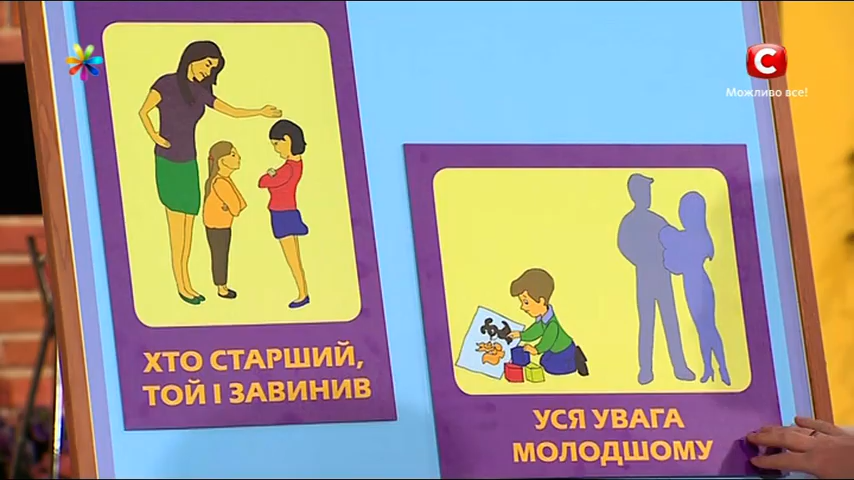 С
Можливо все!
ХТО СТАРШИЙ,
ТОЙ І ЗАВИНИВ
УСЯ УВАГА
МОЛОДШОМУ